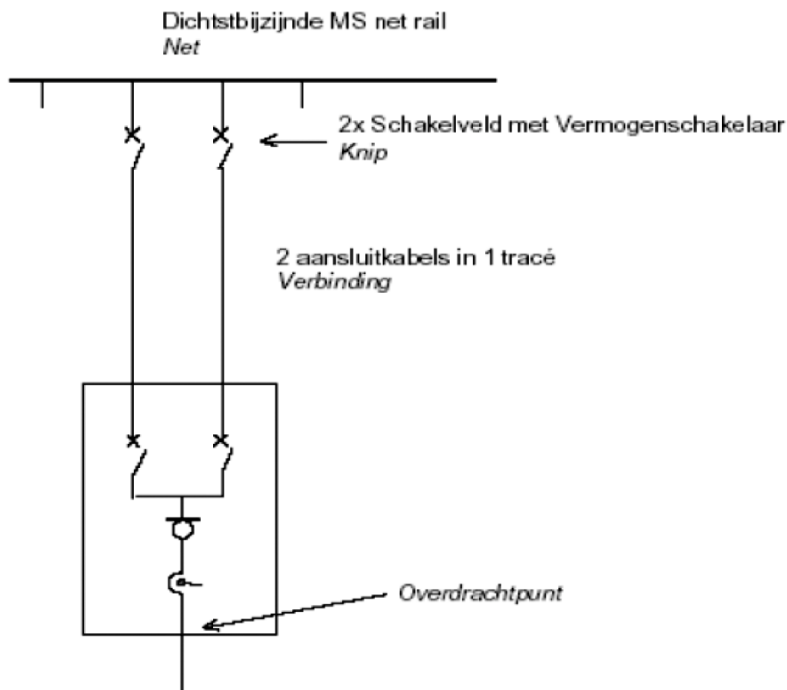 Dichtstbijzijnde MS net rail
Net
2x Schakelveld met Vermogenschakelaar
Knip
2 aansluitkabels in 1 tracé
Verbinding
Overdrachtpunt